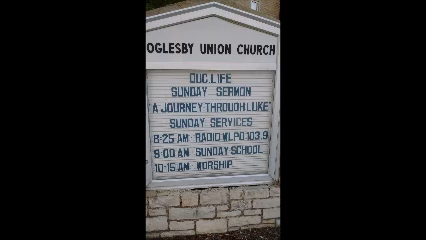 OGLESBY UNION CHURCH
OUC.LIFE
SUNDAY SERMON
"A JOURNEY THROUGH LUKE"
SUNDAY SERVICES
8:25 AM RADIO WLPO 103.9
9:00 AM SUNDAY SCHOOL
10:15 AM WORSHIP